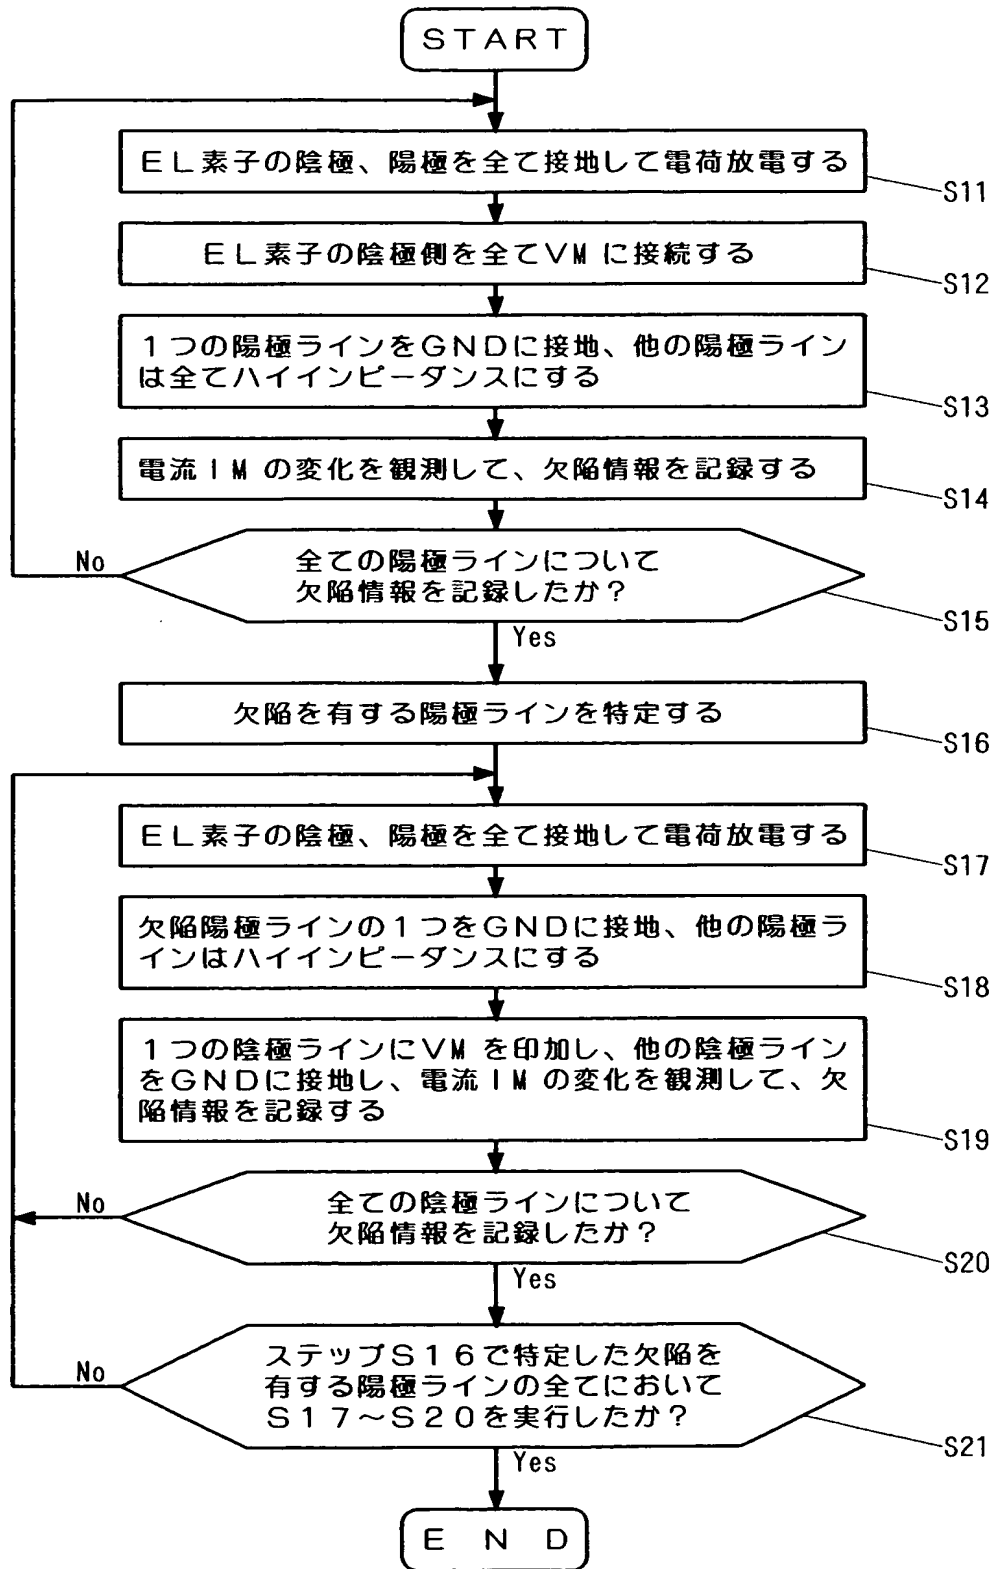 START
EL素子の陰極、陽極を全て接地して電荷放電する
S11
EL素子の陰極側を全てVM に接続する
S12
1つの陽極ラインをGNDに接地、他の陽極ライン
は全てハイインピーダンスにする
S13
電流IM の変化を観測して、欠陥情報を記録する
S14
全ての陽極ラインについて
欠陥情報を記録したか?
No
S15
Yes
欠陥を有する陽極ラインを特定する
S16
EL素子の陰極、陽極を全て接地して電荷放電する
S17
欠陥陽極ラインの1つをGNDに接地、他の陽極ラ
インはハイインピーダンスにする
S18
1つの陰極ラインにVM を印加し、他の陰極ライン
をGNDに接地し、電流IM の変化を観測して、欠
陥情報を記録する
S19
全ての陰極ラインについて
欠陥情報を記録したか?
No
S20
Yes
ステップS16で特定した欠陥を
有する陽極ラインの全てにおいて
S17~S20を実行したか?
No
S21
Yes
END